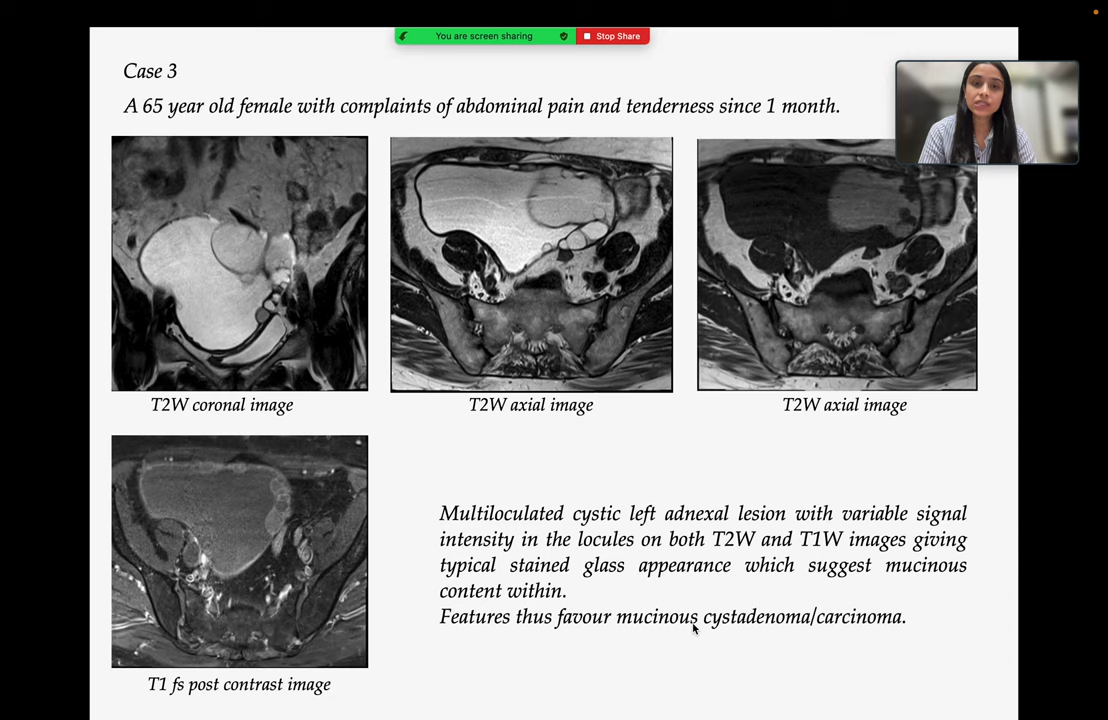 You are screen sharing
Stop Share
Case 3
A 65 year old female with complaints of abdominal pain and tenderness since 1 month.
T2W coronal image
T2W axial image
T2W axial image
Multiloculated cystic left adnexal lesion with variable signal
intensity in the locules on both T2W and T1W images giving
typical stained glass appearance which suggest mucinous
content within.
Features thus favour mucinous cystadenoma/carcinoma.
T1 fs post contrast image